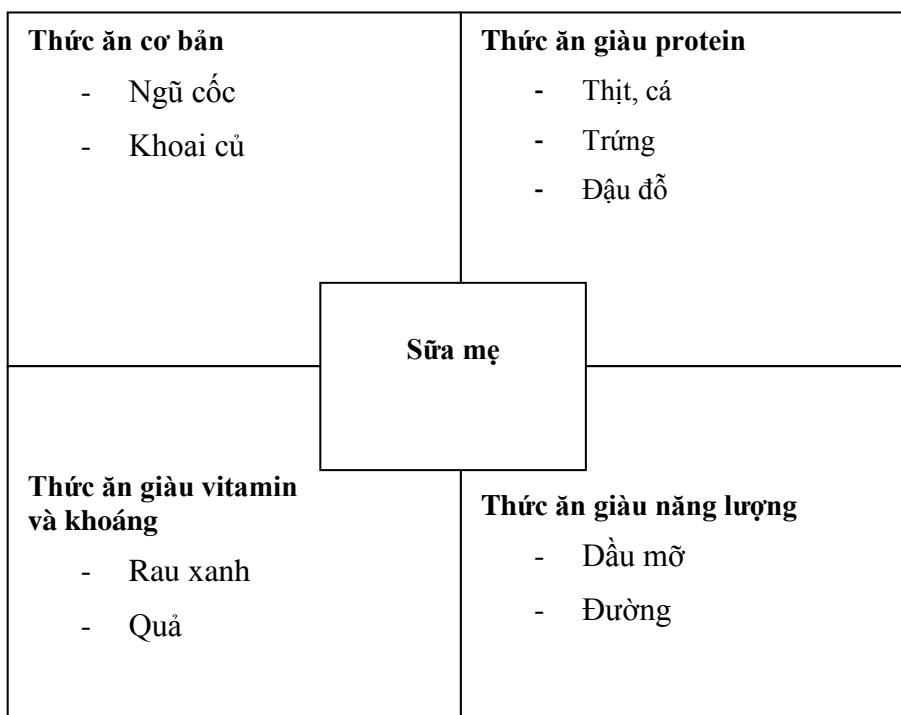 Thức ăn cơ bản
- Ngũ cốc
- Khoai củ
Thức ăn giàu protein
- Thịt, cá
- Trứng
- Đậu đỗ
Sữa mẹ
Thức ăn giàu vitamin
và khoáng
- Rau xanh
- Quả
Thức ăn giàu năng lượng
- Dầu mỡ
- Đường